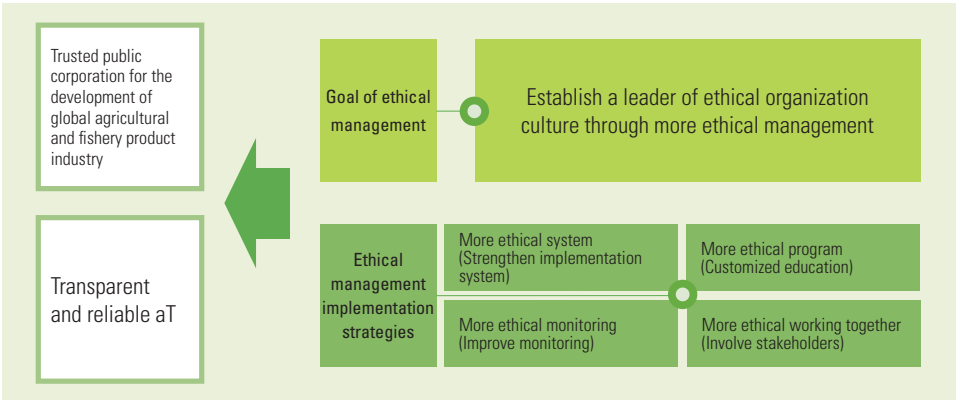 Trusted public
corporation for the
development of
global agricultural
and fishery product
industry
Transparent
and reliable aT
Goal of ethical
management
Establish a leader of ethical organization
culture through more ethical management
Ethical
management
implementation
strategies
More ethical system
(Strengthen implementation
system)
More ethical program
(Customized education)
More ethical monitoring
(Improve monitoring)
More ethical working together
(Involve stakeholders)